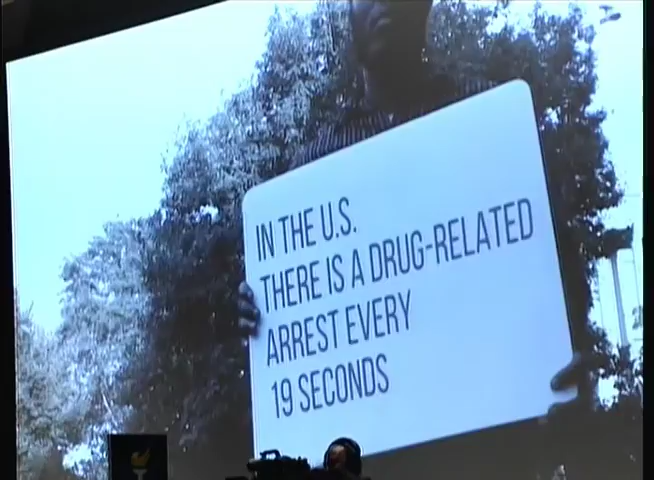 IN THE U.S.
THERE IS A DRUG-RELATED
ARREST EVERY
19 SECONDS